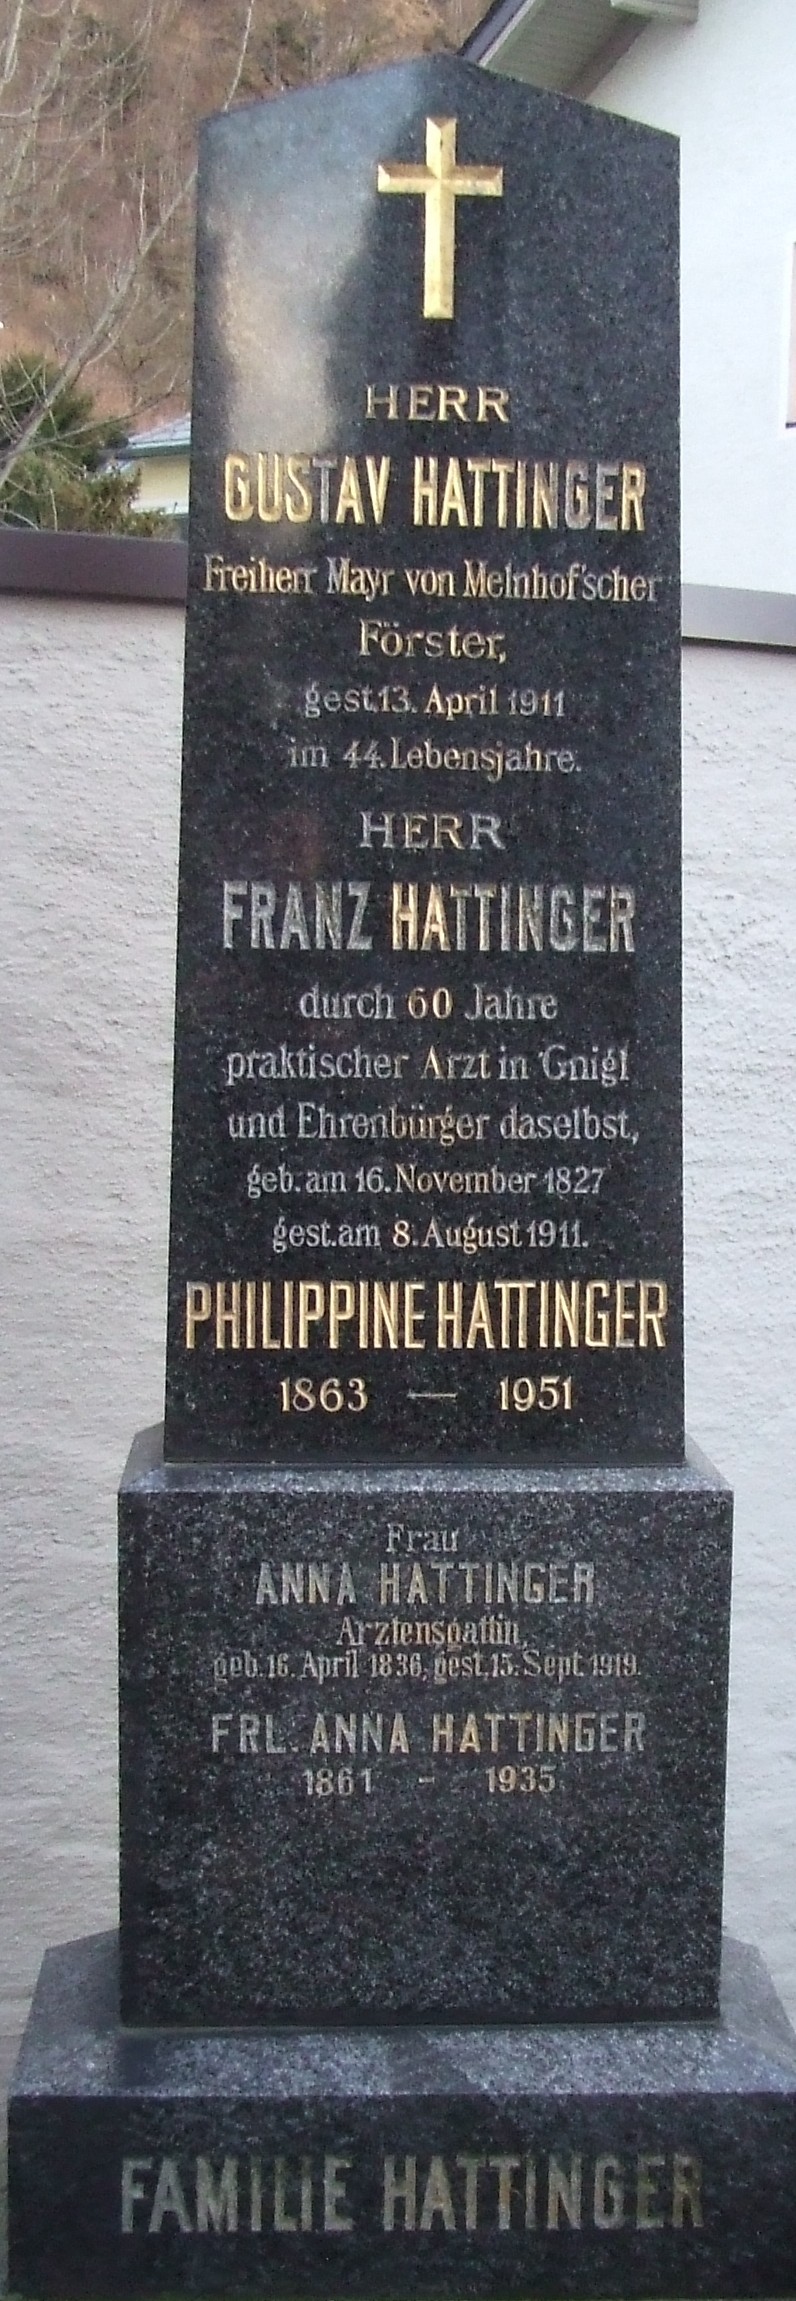 HERR
GUSTAV HATTINGER
Freiherr Mayr von Melnhof'scher
Förster,
gest.13. April 1911
im 44. Lebensjahre.
HERR
FRANZ HATTINGER
durch 60 Jahre
praktischer Arzt in Gnigl
und Ehrenbürger daselbst,
geb. am 16. November 1827
gest. am 8. August 1911.
PHILIPPINE HATTINGER
1863 — 1951
Frau
ANNA HATTINGER
Arztensgattin,
geb. 16. April 1836, gest. 15. Sept. 1919.
FRL. ANNA HATTINGER
1861 - 1935
FAMILIE HATTINGER